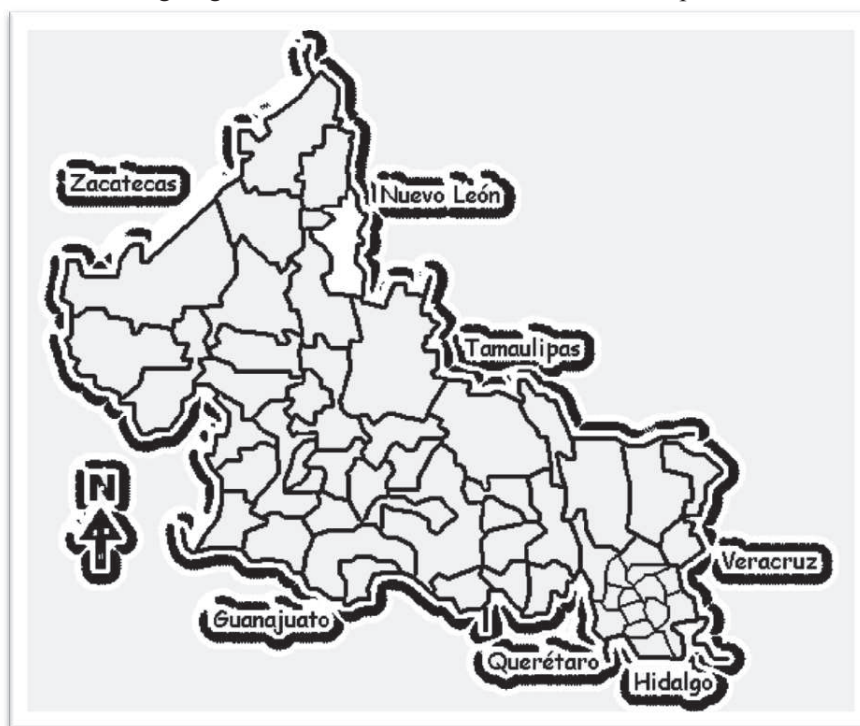 Zacatecas
Nuevo León
Tamaulipas
N
Veracruz
Guanajuato
Querétaro
Hidalgo